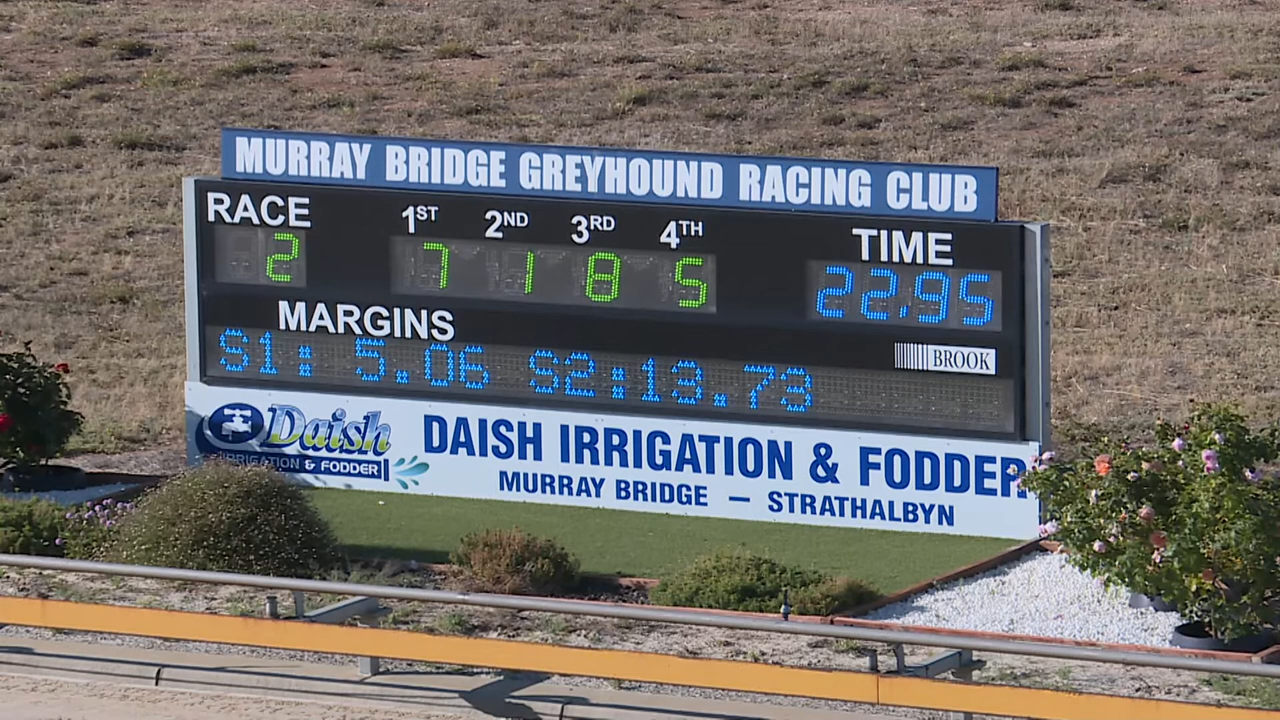 MURRAY BRIDGE GREYHOUND RACING CLUB
RACE 1ST 2ND 3RD 4TH TIME
2 7 1 8 5 22.95
MARGINS
BROOK
S1: 5.06 S2:13.73
Daish
IRRIGATION & FODDER
DAISH IRRIGATION & FODDER
MURRAY BRIDGE – STRATHALBYN